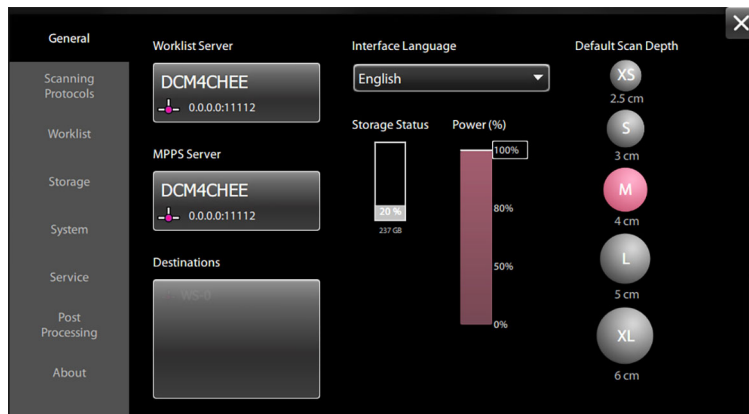 General
Scanning
Protocols
Worklist
Storage
System
Service
Post
Processing
About
Worklist Server
DCM4CHEE
0.0.0.0:11112
MPPS Server
DCM4CHEE
0.0.0.0:11112
Destinations
WS-0
Interface Language
English
Storage Status
20 %
237 GB
Power (%)
100%
80%
50%
0%
Default Scan Depth
XS
2.5 cm
S
3 cm
M
4 cm
L
5 cm
XL
6 cm